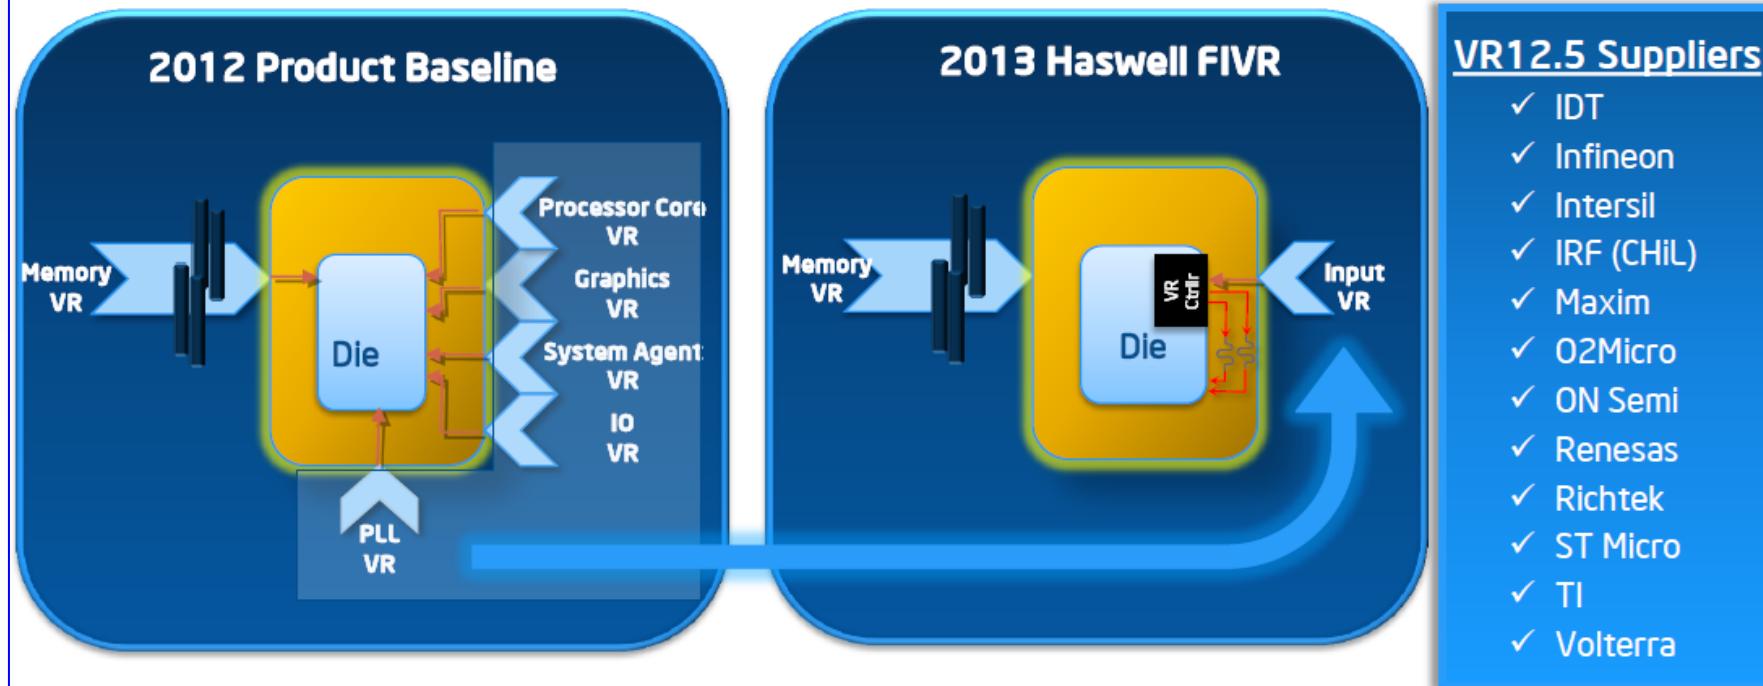 2012 Product Baseline
Memory
VR
Die
Processor Core
VR
Graphics
VR
System Agent
VR
IO
VR
PLL
VR
2013 Haswell FIVR
Memory
VR
VR
Ctrlr
Die
Input
VR
VR12.5 Suppliers
✓ IDT
✓ Infineon
✓ Intersil
✓ IRF (CHiL)
✓ Maxim
✓ O2Micro
✓ ON Semi
✓ Renesas
✓ Richtek
✓ ST Micro
✓ TI
✓ Volterra